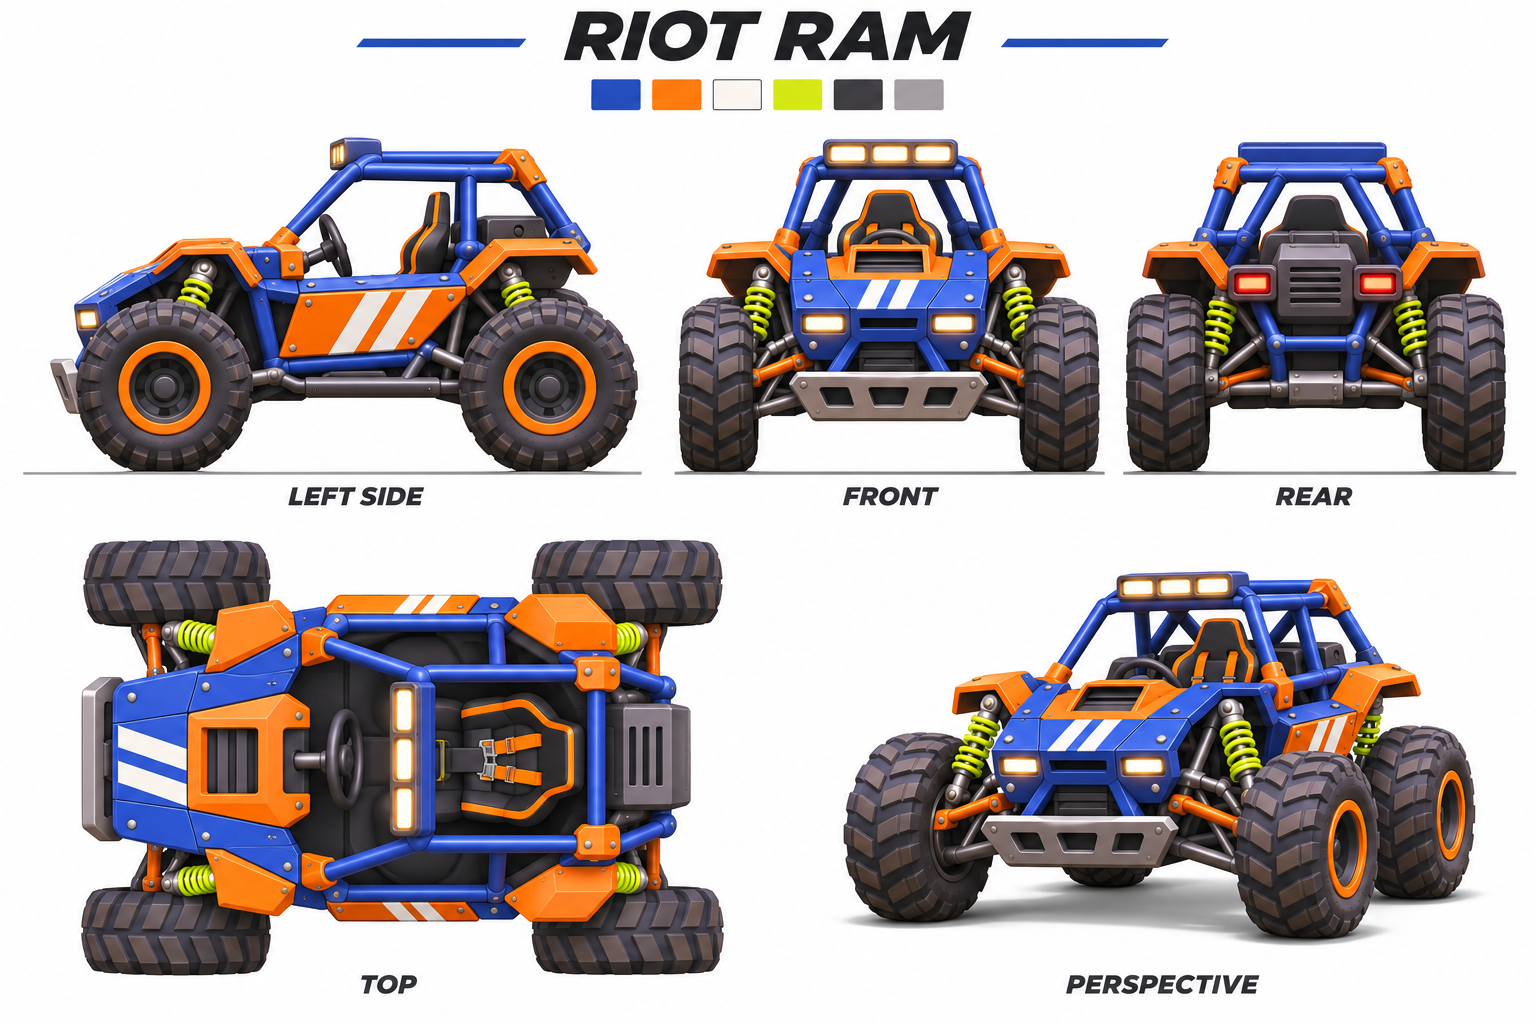 RIOT RAM
LEFT SIDE
FRONT
REAR
TOP
PERSPECTIVE